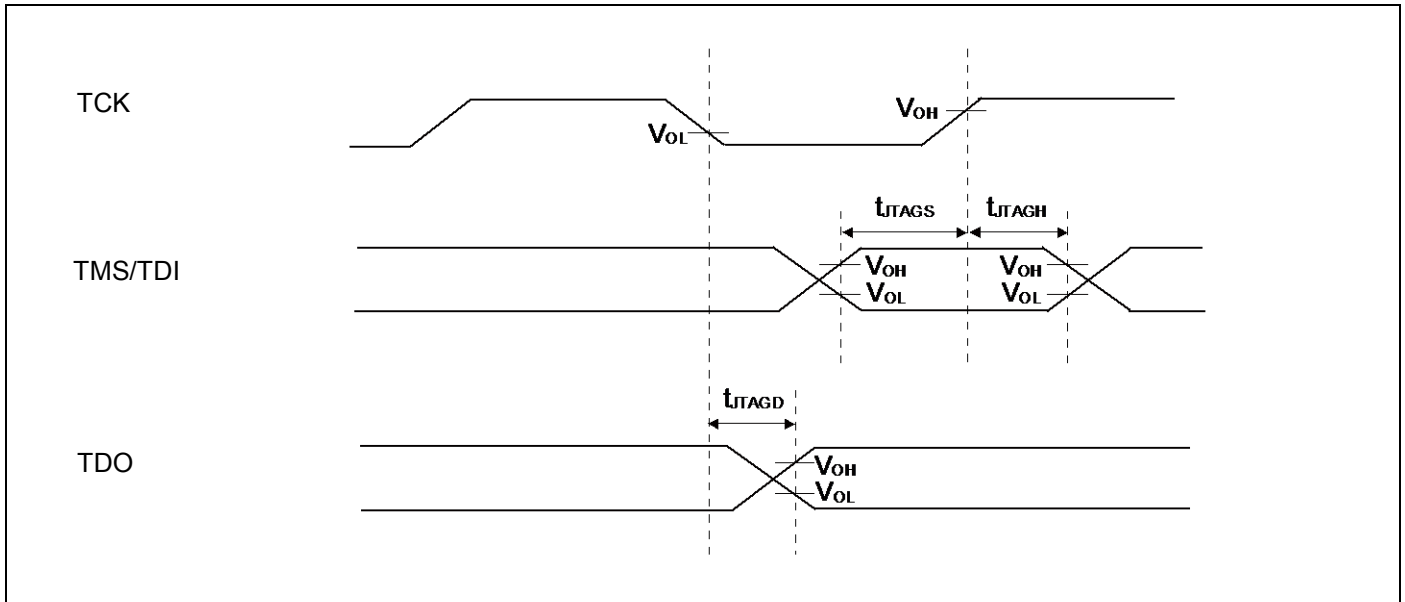 TCK
VOH
VOL
tJTAGS
tJTAGH
TMS/TDI
VOH
VOH
VOL
VOL
tJTAGD
TDO
VOH
VOL